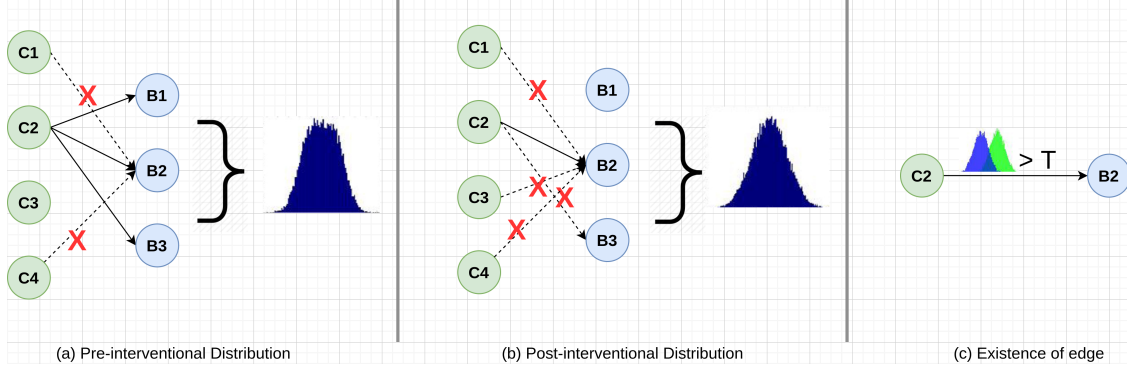 C1
X
B1
C2
B2
C3
X
B3
C4
(a) Pre-interventional Distribution
C1
X
B1
C2
B2
C3
X
X
X
B3
C4
(b) Post-interventional Distribution
C2
> T
B2
(c) Existence of edge